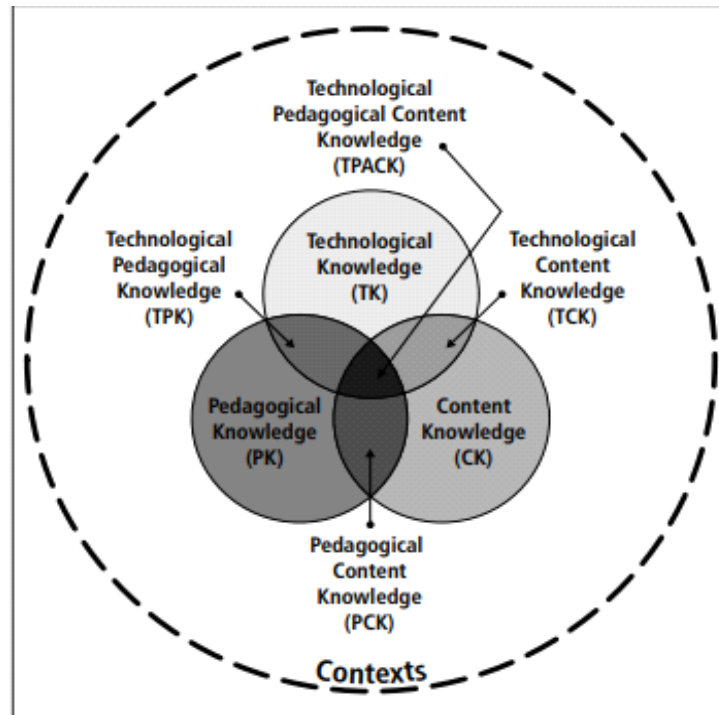 Technological
Pedagogical Content
Knowledge
(TPACK)
Technological
Pedagogical
Knowledge
(TPK)
Technological
Knowledge
(TK)
Technological
Content
Knowledge
(TCK)
Pedagogical
Knowledge
(PK)
Content
Knowledge
(CK)
Pedagogical
Content
Knowledge
(PCK)
Contexts